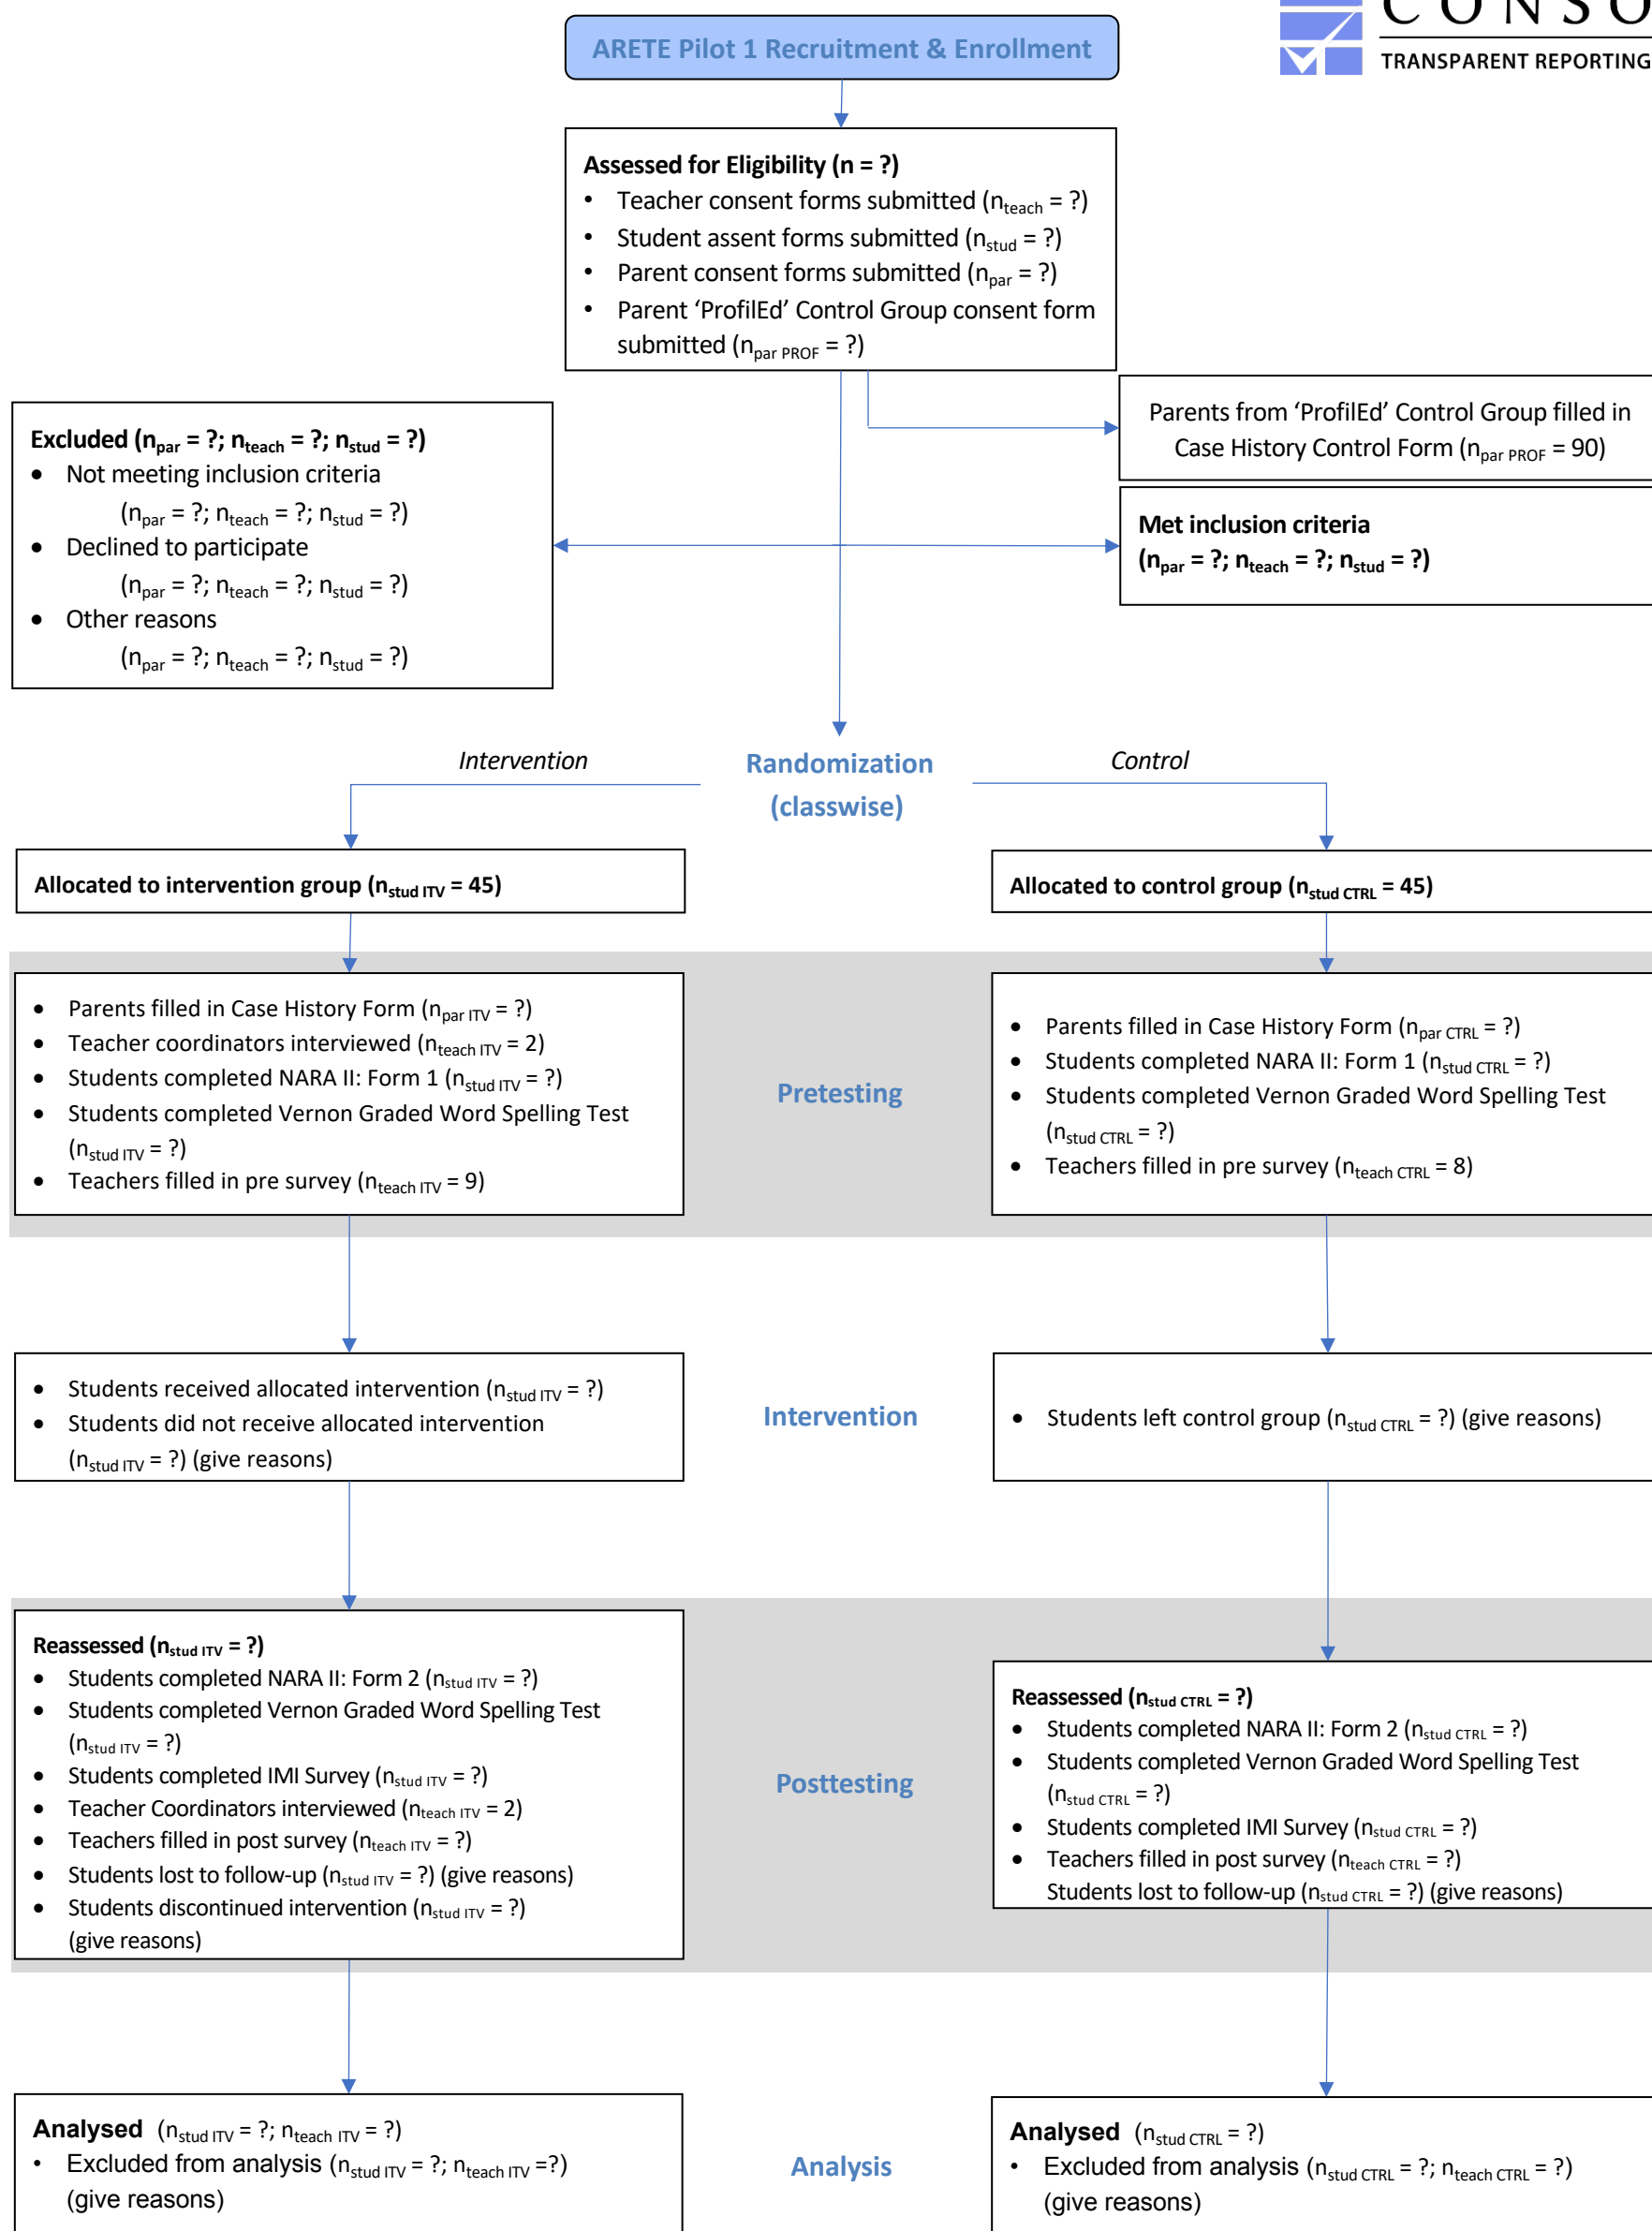 CONSO
TRANSPARENT REPORTING
ARETE Pilot 1 Recruitment & Enrollment
Assessed for Eligibility (n = ?)
• Teacher consent forms submitted (nteach = ?)
• Student assent forms submitted (nstud = ?)
• Parent consent forms submitted (npar = ?)
• Parent ‘ProfilEd’ Control Group consent form
submitted (npar PROF = ?)
Parents from ‘ProfilEd’ Control Group filled in
Case History Control Form (npar PROF = 90)
Excluded (npar = ?; nteach = ?; nstud = ?)
• Not meeting inclusion criteria
(npar = ?; nteach = ?; nstud = ?)
• Declined to participate
(npar = ?; nteach = ?; nstud = ?)
• Other reasons
(npar = ?; nteach = ?; nstud = ?)
Met inclusion criteria
(npar = ?; nteach = ?; nstud = ?)
Intervention
Randomization
(classwise)
Control
Allocated to intervention group (nstud ITV = 45)
Allocated to control group (nstud CTRL = 45)
• Parents filled in Case History Form (npar ITV = ?)
• Teacher coordinators interviewed (nteach ITV = 2)
• Students completed NARA II: Form 1 (nstud ITV = ?)
• Students completed Vernon Graded Word Spelling Test
(nstud ITV = ?)
• Teachers filled in pre survey (nteach ITV = 9)
Pretesting
• Parents filled in Case History Form (npar CTRL = ?)
• Students completed NARA II: Form 1 (nstud CTRL = ?)
• Students completed Vernon Graded Word Spelling Test
(nstud CTRL = ?)
• Teachers filled in pre survey (nteach CTRL = 8)
• Students received allocated intervention (nstud ITV = ?)
• Students did not receive allocated intervention
(nstud ITV = ?) (give reasons)
Intervention
• Students left control group (nstud CTRL = ?) (give reasons)
Reassessed (nstud ITV = ?)
• Students completed NARA II: Form 2 (nstud ITV = ?)
• Students completed Vernon Graded Word Spelling Test
(nstud ITV = ?)
• Students completed IMI Survey (nstud ITV = ?)
• Teacher Coordinators interviewed (nteach ITV = 2)
• Teachers filled in post survey (nteach ITV = ?)
• Students lost to follow-up (nstud ITV = ?) (give reasons)
• Students discontinued intervention (nstud ITV = ?)
(give reasons)
Posttesting
Reassessed (nstud CTRL = ?)
• Students completed NARA II: Form 2 (nstud CTRL = ?)
• Students completed Vernon Graded Word Spelling Test
(nstud CTRL = ?)
• Students completed IMI Survey (nstud CTRL = ?)
• Teachers filled in post survey (nteach CTRL = ?)
Students lost to follow-up (nstud CTRL = ?) (give reasons)
Analysed (nstud ITV = ?; nteach ITV = ?)
• Excluded from analysis (nstud ITV = ?; nteach ITV =?)
(give reasons)
Analysis
Analysed (nstud CTRL = ?)
• Excluded from analysis (nstud CTRL = ?; nteach CTRL = ?)
(give reasons)